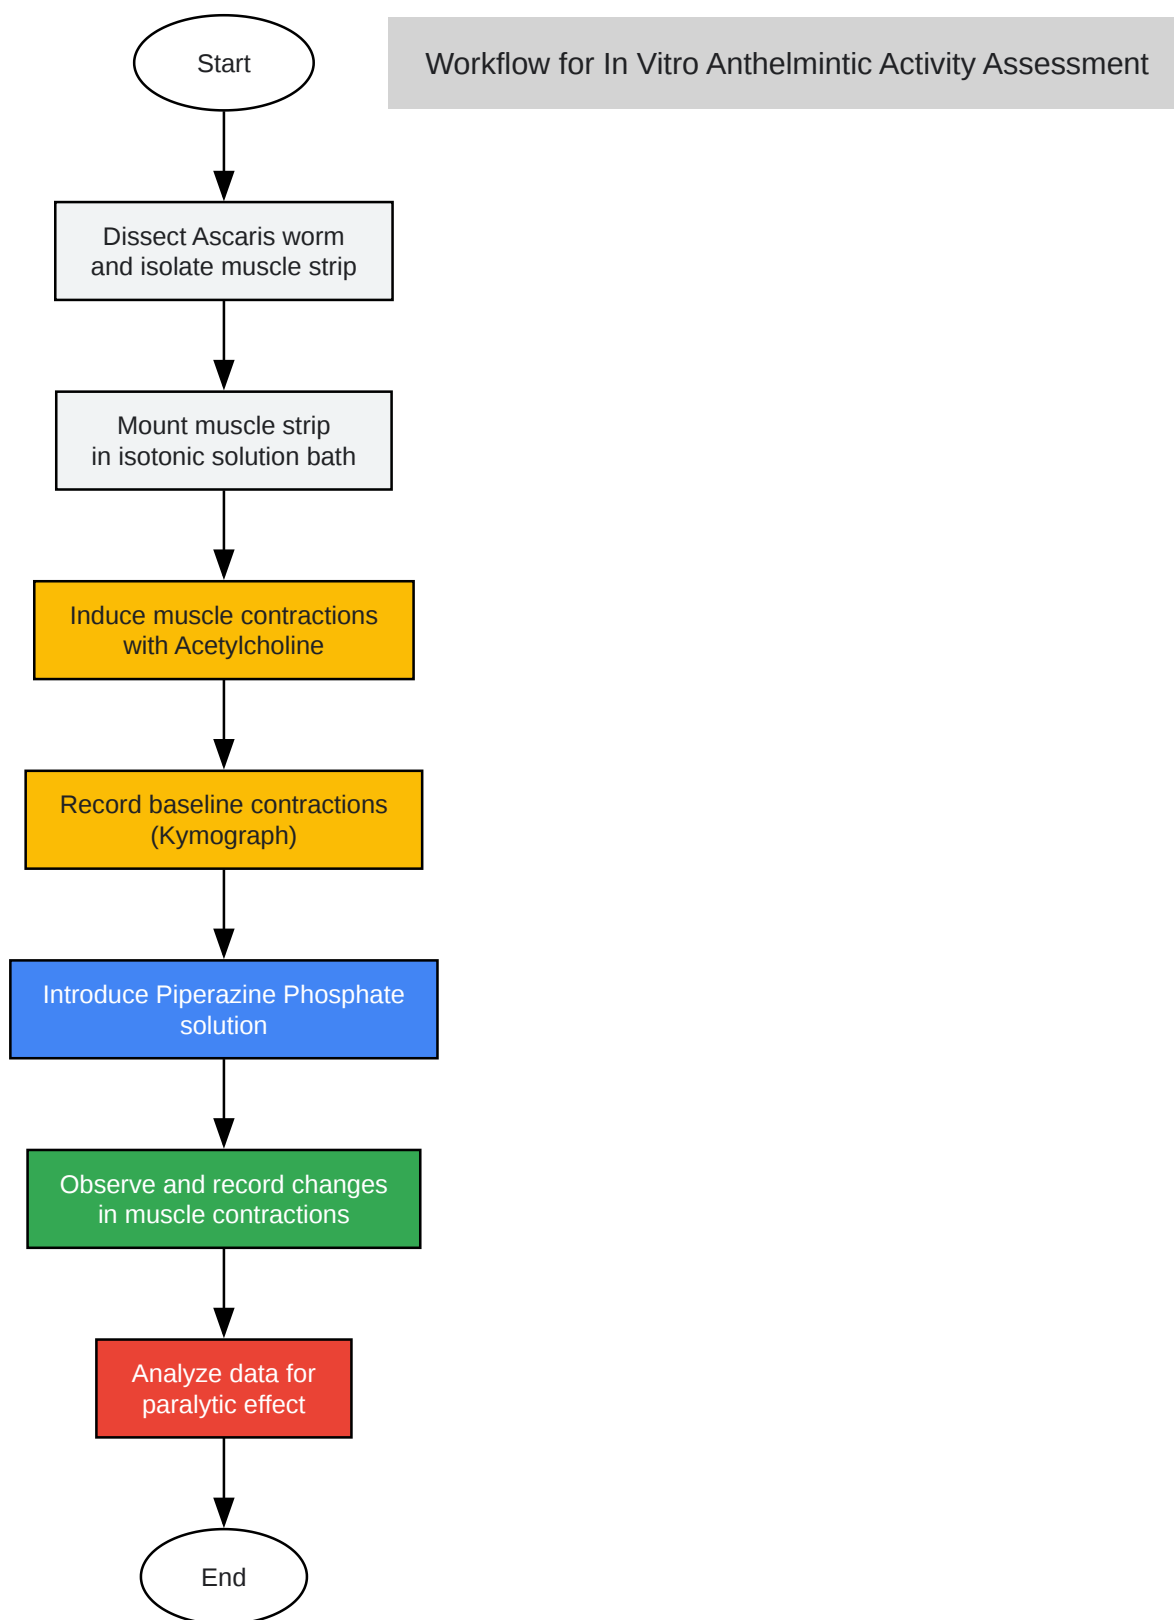 Start
Workflow for In Vitro Anthelmintic Activity Assessment
Dissect Ascaris worm
and isolate muscle strip
Mount muscle strip
in isotonic solution bath
Induce muscle contractions
with Acetylcholine
Record baseline contractions
(Kymograph)
Introduce Piperazine Phosphate
solution
Observe and record changes
in muscle contractions
Analyze data for
paralytic effect
End